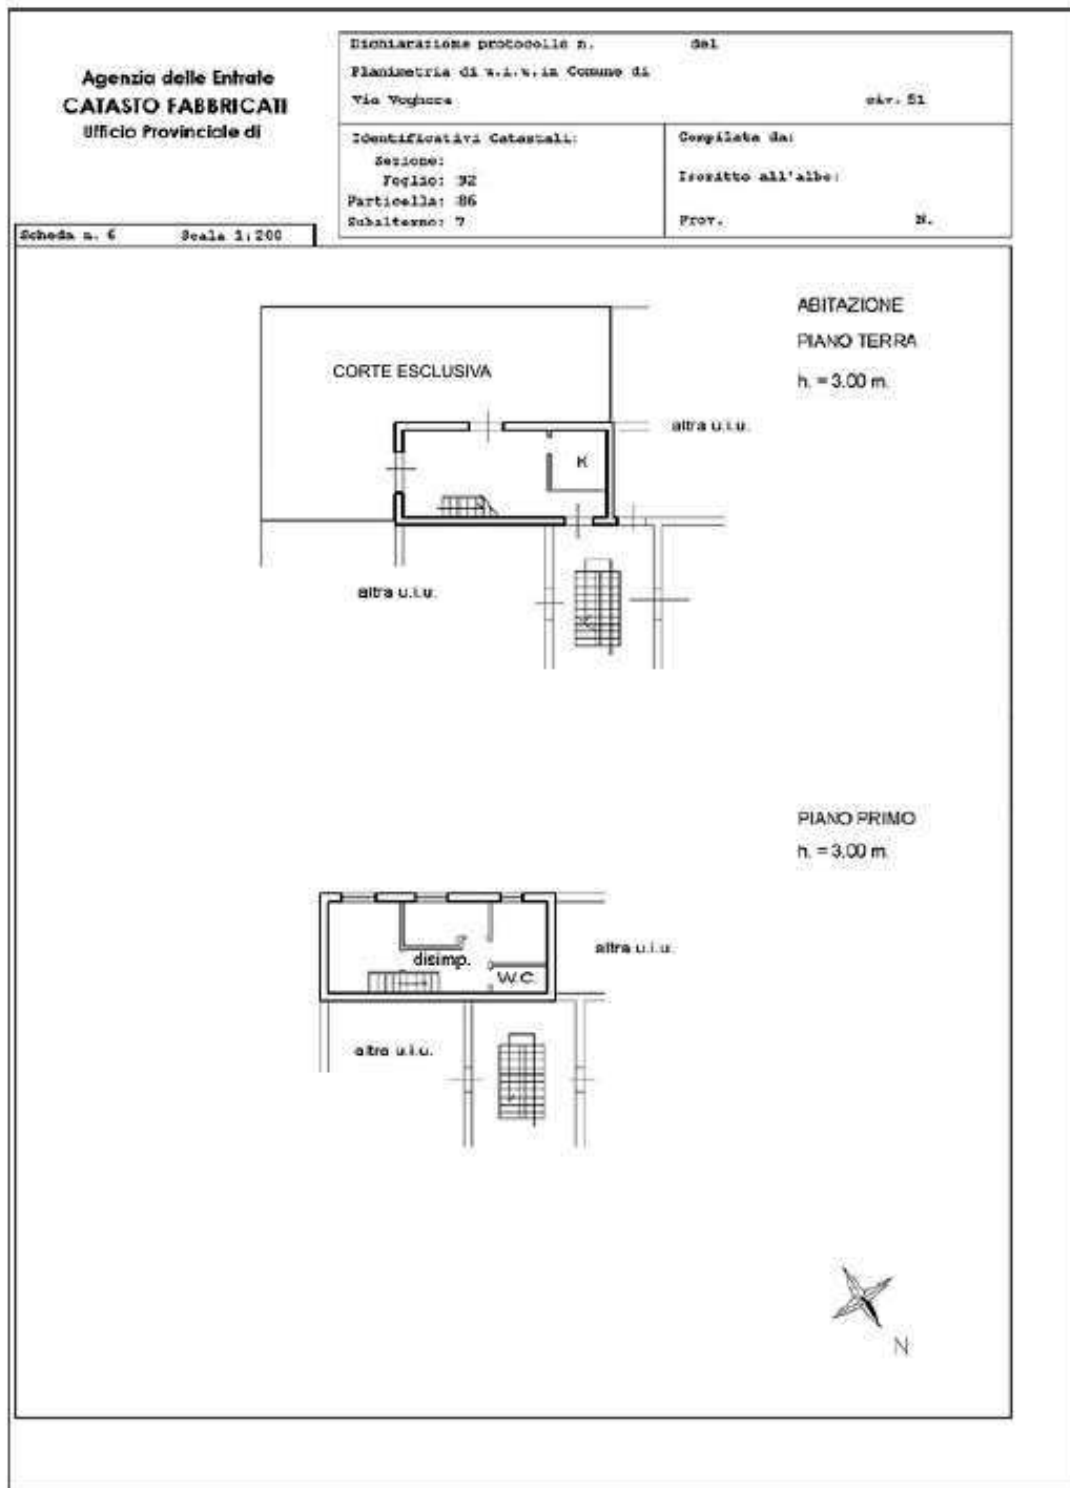 Agenzia delle Entrate
CATASTO FABBRICATI
Ufficio Provinciale di
Dichiarazione protocollo n. del
Planimetria di u.i.u. in Comune di
Via Voghera civ. 51
Identificativi Catastali:
Sezione:
Foglio: 92
Particella: 86
Subalterno: 7
Compilata da:
Iscritto all'albo:
Prov. N.
Scheda n. 6 Scala 1:200
ABITAZIONE
PIANO TERRA
h. = 3.00 m.
CORTE ESCLUSIVA
altra u.i.u.
K
altra u.i.u.
PIANO PRIMO
h. = 3.00 m.
altra u.i.u.
disimp.
W.C.
altra u.i.u.
N